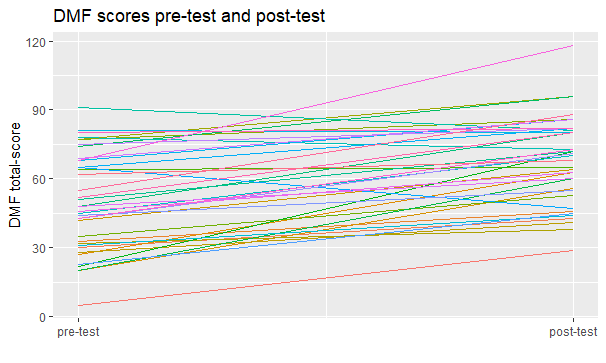 DMF scores pre-test and post-test
DMF total-score
120
90
60
30
0
pre-test
post-test